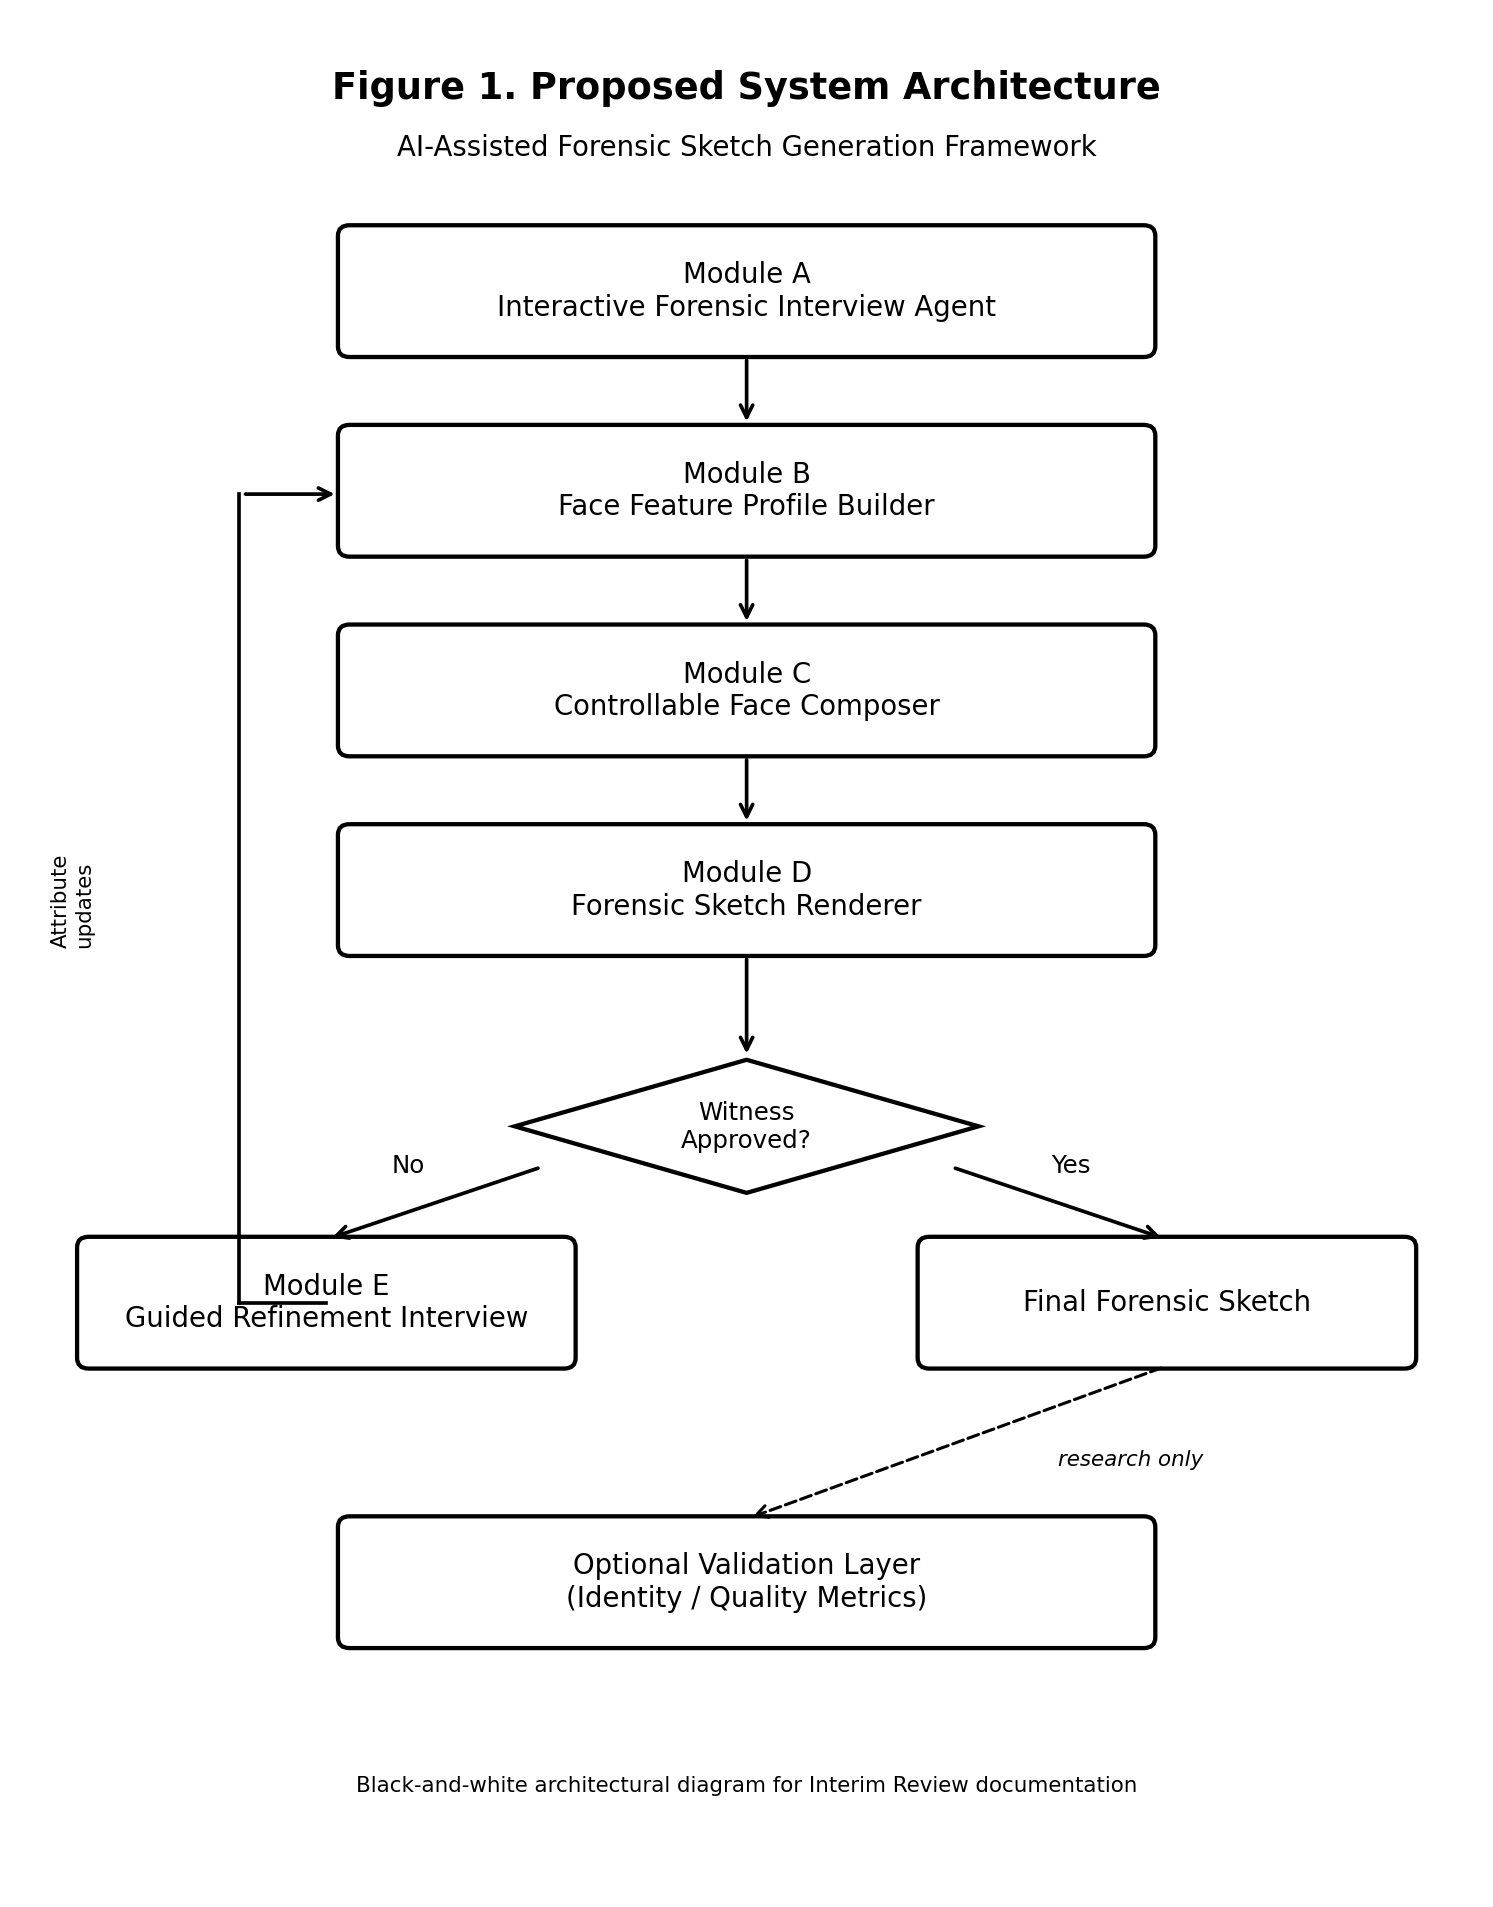 Figure 1. Proposed System Architecture
AI-Assisted Forensic Sketch Generation Framework
Module A
Interactive Forensic Interview Agent
Module B
Face Feature Profile Builder
Module C
Controllable Face Composer
Module D
Forensic Sketch Renderer
Attribute
updates
Witness
Approved?
No
Yes
Module E
Guided Refinement Interview
Final Forensic Sketch
research only
Optional Validation Layer
(Identity / Quality Metrics)
Black-and-white architectural diagram for Interim Review documentation